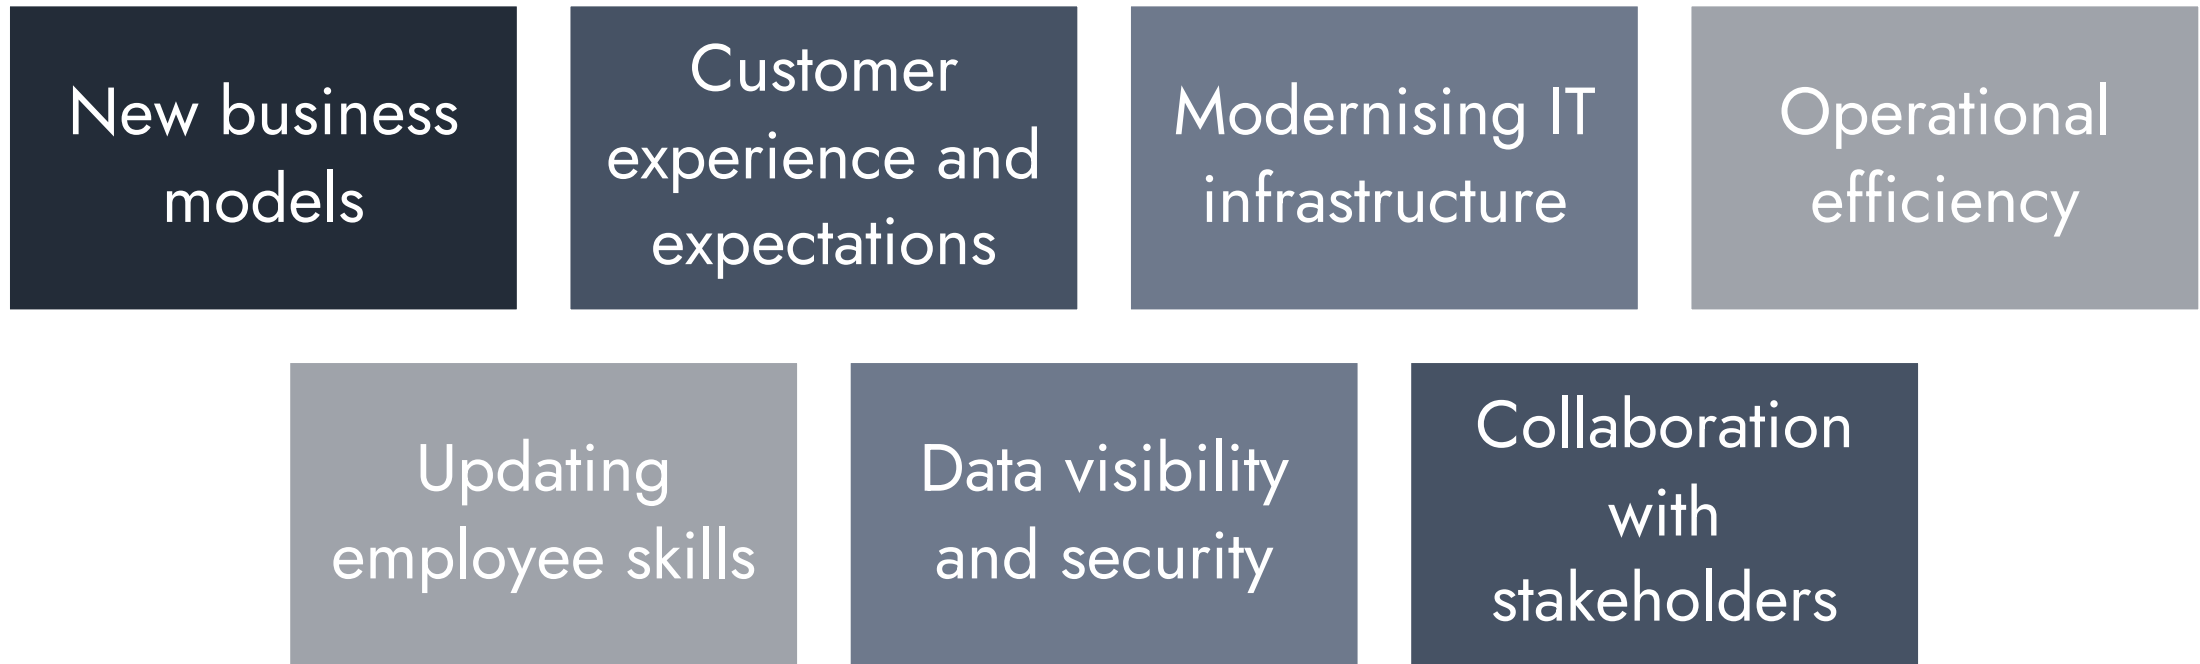 New business
models
Customer
experience and
expectations
Modernising IT
infrastructure
Operational
efficiency
Updating
employee skills
Data visibility
and security
Collaboration
with
stakeholders